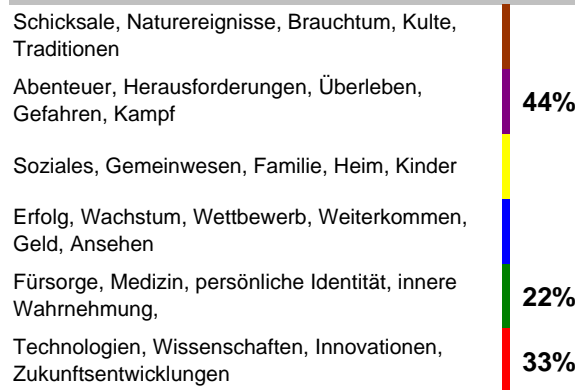 Schicksale, Naturereignisse, Brauchtum, Kulte,
Traditionen
Abenteuer, Herausforderungen, Überleben,
Gefahren, Kampf
44%
Soziales, Gemeinwesen, Familie, Heim, Kinder
Erfolg, Wachstum, Wettbewerb, Weiterkommen,
Geld, Ansehen
Fürsorge, Medizin, persönliche Identität, innere
Wahrnehmung,
22%
Technologien, Wissenschaften, Innovationen,
Zukunftsentwicklungen
33%